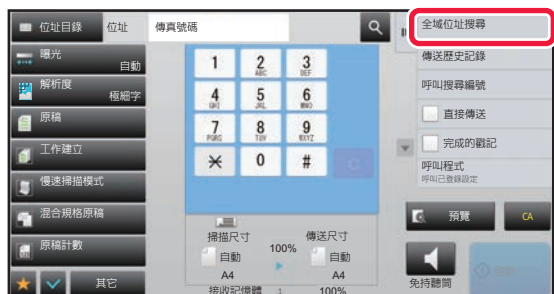 位址目錄
位址
傳真號碼
全域位址搜尋
曝光
自動
解析度
極細字
原稿
工作建立
慢速掃描模式
混合規格原稿
原稿計數
其它
1
2
ABC
3
DEF
4
GHI
5
JKL
6
MNO
7
PQRS
8
TUV
9
WXYZ
0
#
C
掃描尺寸
100%
傳送尺寸
自動
A4
自動
A4
接收記憶體 : 100%
傳送歷史記錄
呼叫搜尋編號
直接傳送
完成的戳記
呼叫程式
呼叫已登錄設定
預覽
CA
免持聽筒